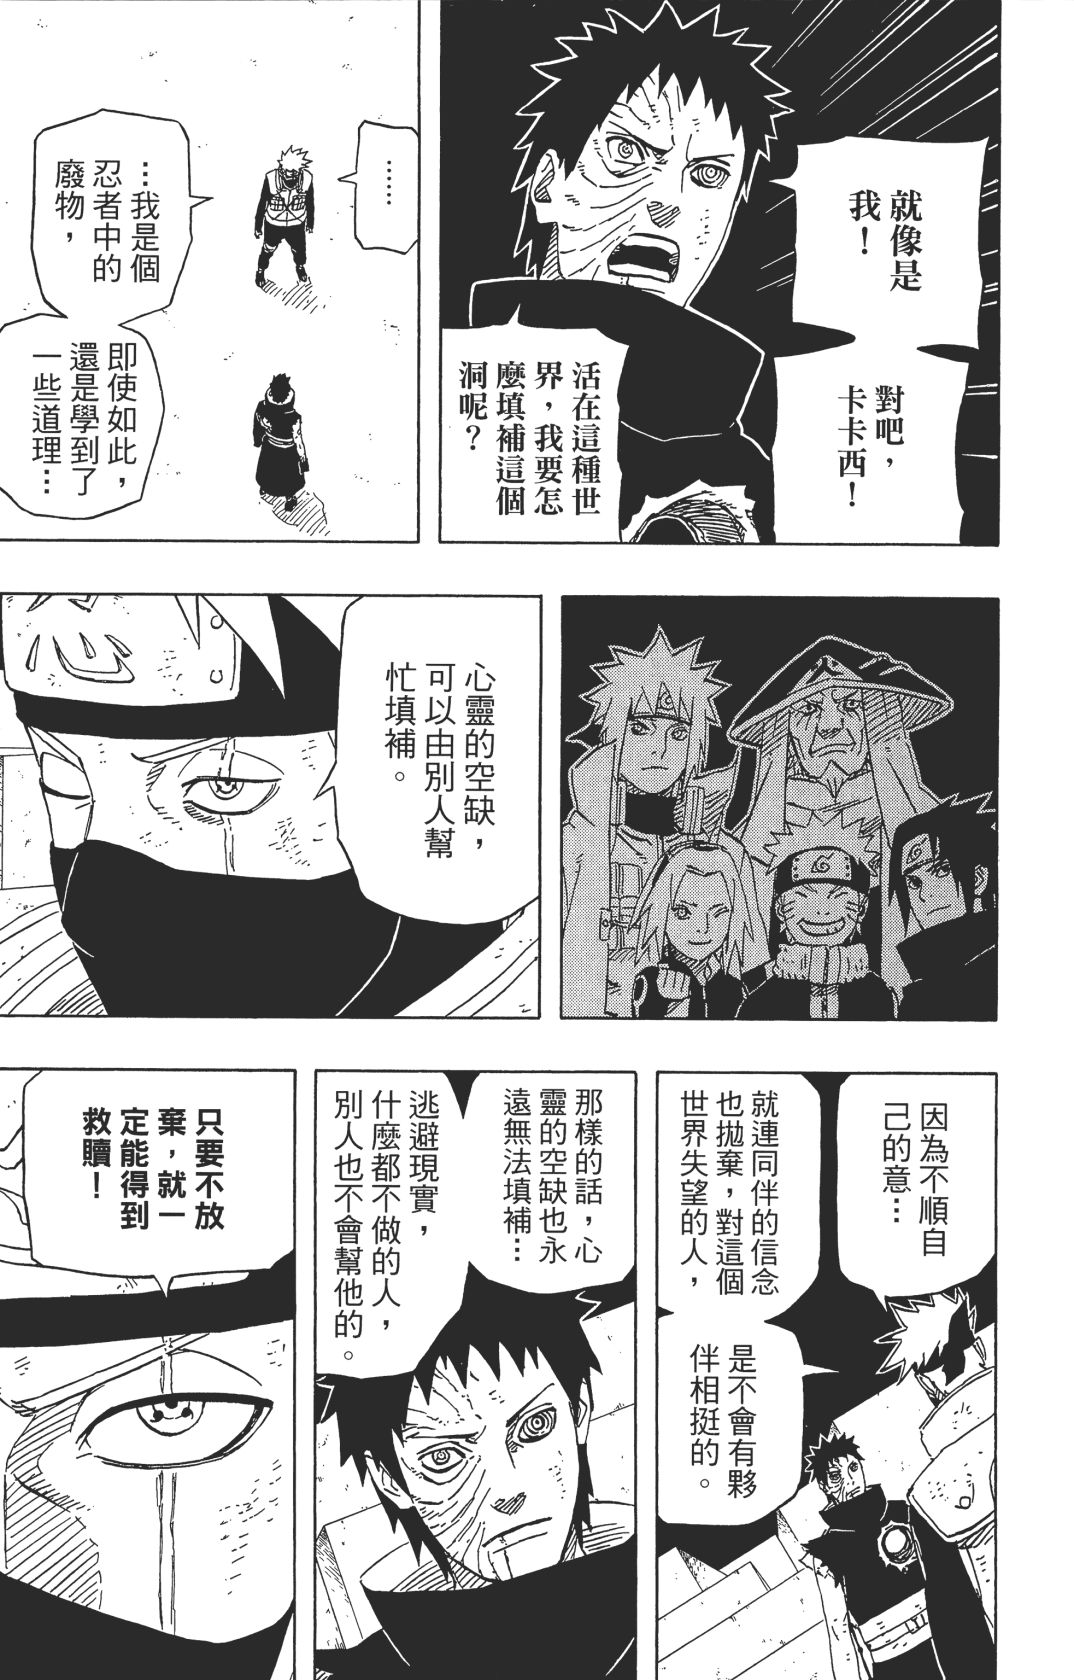 就像是
我！
對吧，
卡卡西！
活在這種世
界，我要怎
麼填補這個
洞呢？
……
…我是個
忍者中的
廢物，
即使如此，
還是學到了
一些道理…
心靈的空缺，
可以由別人幫
忙填補。
因為不順自
己的意…
就連同伴的信念
也拋棄，對這個
世界失望的人，
是不會有夥
伴相挺的。
那樣的話，心
靈的空缺也永
遠無法填補…
逃避現實，
什麼都不做的人，
別人也不會幫他的。
只要不放
棄，就一
定能得到
救贖！